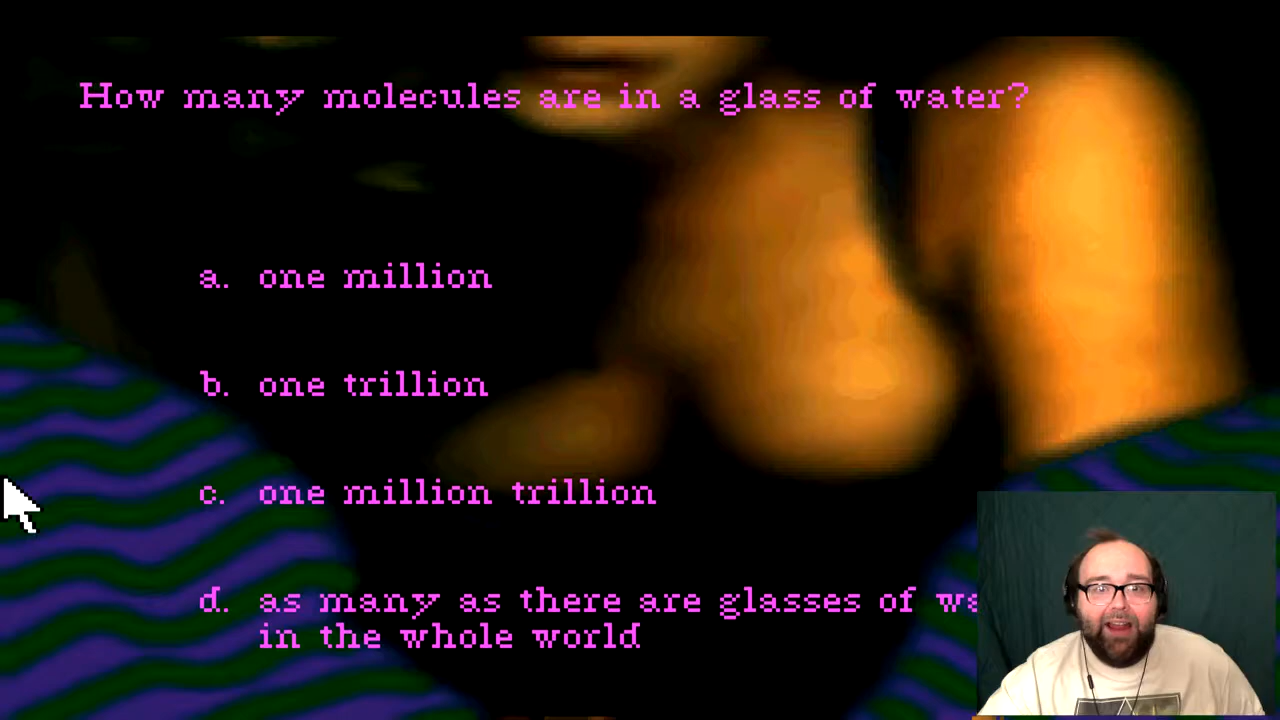 How many molecules are in a glass of water?
a. one million
b. one trillion
c. one million trillion
d. as many as there are glasses of
in the whole world